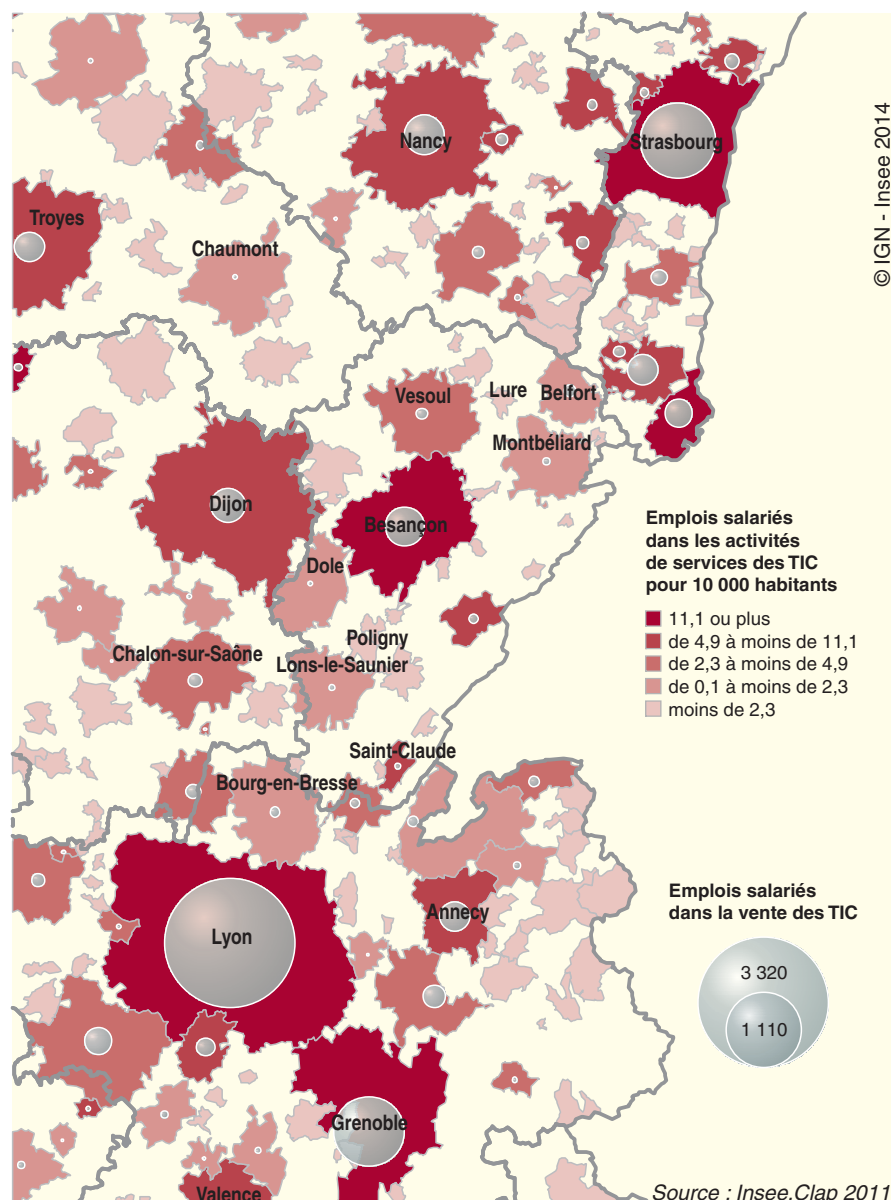 © IGN - Insee 2014
Nancy
Strasbourg
Troyes
Chaumont
Vesoul
Lure
Belfort
Montbéliard
Dijon
Besançon
Dole
Poligny
Chalon-sur-Saône
Lons-le-Saunier
Saint-Claude
Bourg-en-Bresse
Annecy
Lyon
Grenoble
Valence
Emplois salariés
dans les activités
de services des TIC
pour 10 000 habitants
11,1 ou plus
de 4,9 à moins de 11,1
de 2,3 à moins de 4,9
de 0,1 à moins de 2,3
moins de 2,3
Emplois salariés
dans la vente des TIC
3 320
1 110
Source : Insee,Clap 2011